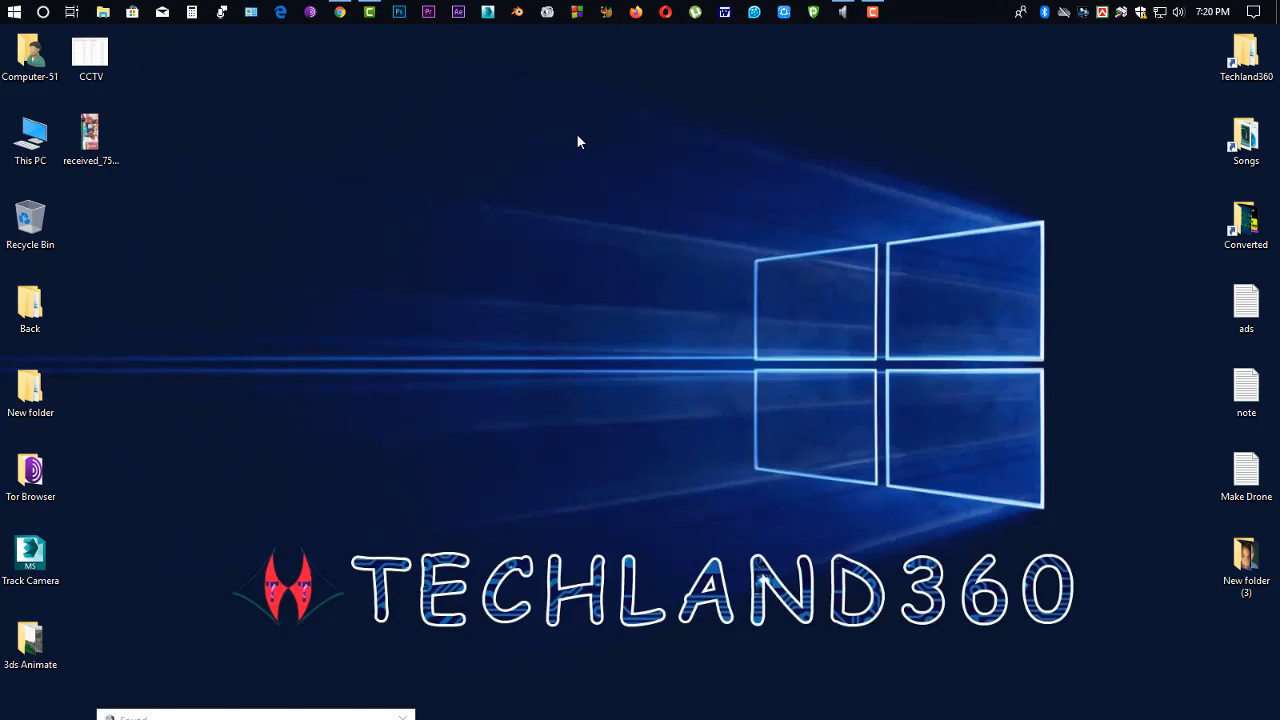 7:20 PM
Computer-51
CCTV
This PC
received_75...
Recycle Bin
Back
New folder
Tor Browser
Track Camera
3ds Animate
Techland360
Songs
Converted
ads
note
Make Drone
New folder
(3)
TECHLAND360
Sound